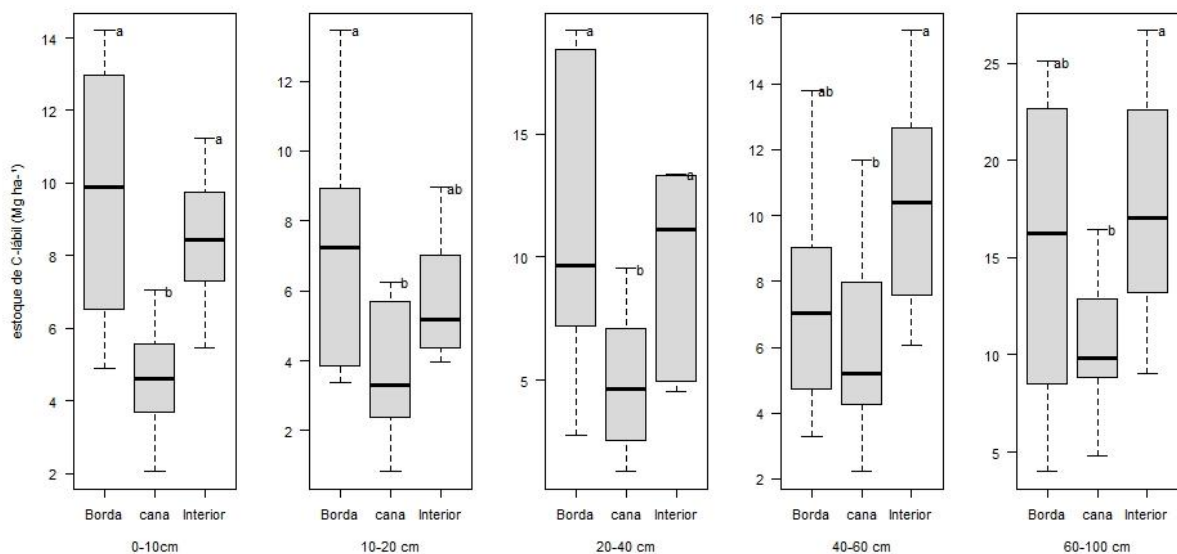 estoque de C-lábil (Mg ha-¹)
14
12
10
8
6
4
2
a
b
a
Borda cana Interior
0-10cm
12
10
8
6
4
2
a
b
ab
Borda cana Interior
10-20 cm
15
10
5
a
b
a
Borda cana Interior
20-40 cm
16
14
12
10
8
6
4
2
ab
b
a
Borda cana Interior
40-60 cm
25
20
15
10
5
ab
b
a
Borda cana Interior
60-100 cm